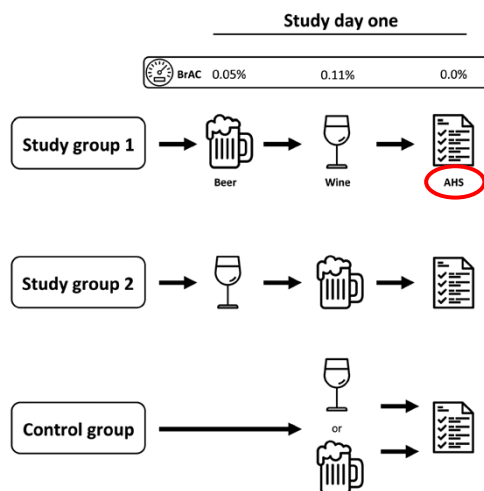 Study day one
BrAC 0.05% 0.11% 0.0%
Study group 1
Beer Wine AHS
Study group 2
or
Control group